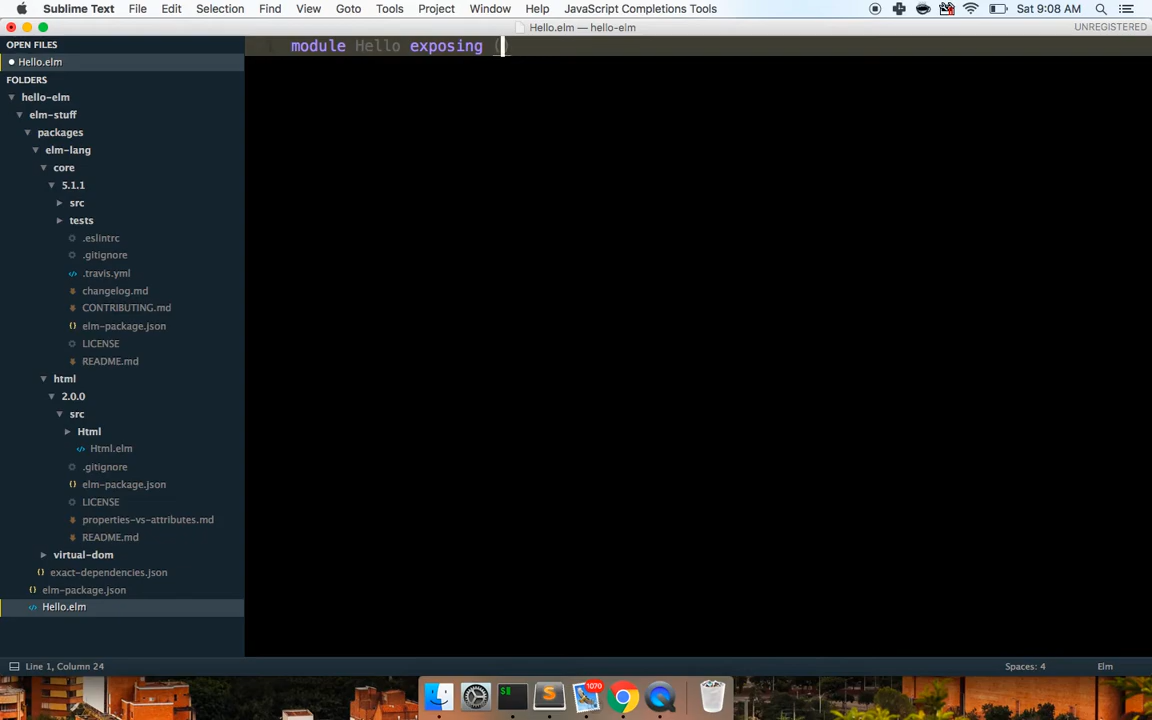 Sublime Text File Edit Selection Find View Goto Tools Project Window Help JavaScript Completions Tools Sat 9:08 AM
Hello.elm — hello-elm UNREGISTERED
OPEN FILES
Hello.elm
FOLDERS
hello-elm
elm-stuff
packages
elm-lang
core
5.1.1
src
tests
.eslintrc
.gitignore
.travis.yml
changelog.md
CONTRIBUTING.md
elm-package.json
LICENSE
README.md
html
2.0.0
src
Html
Html.elm
.gitignore
elm-package.json
LICENSE
properties-vs-attributes.md
README.md
virtual-dom
exact-dependencies.json
elm-package.json
Hello.elm
module Hello exposing ()
Line 1, Column 24 Spaces: 4 Elm
1070